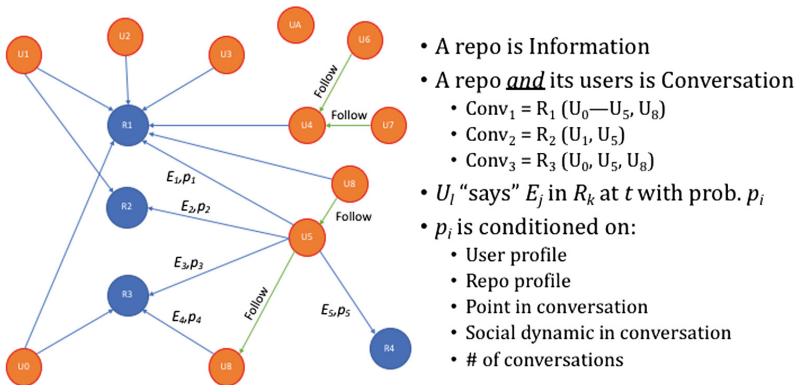 U1
U2
U3
UA
U6
R1
U4
U7
Follow
Follow
E1,p1
U8
R2
E2,p2
Follow
U5
E3,p3
R3
E4,p4
Follow
E5,p5
U0
U8
R4
• A repo is Information
• A repo and its users is Conversation
• Conv1 = R1 (U0—U5, U8)
• Conv2 = R2 (U1, U5)
• Conv3 = R3 (U0, U5, U8)
• Ul “says” Ej in Rk at t with prob. pi
• pi is conditioned on:
• User profile
• Repo profile
• Point in conversation
• Social dynamic in conversation
• # of conversations